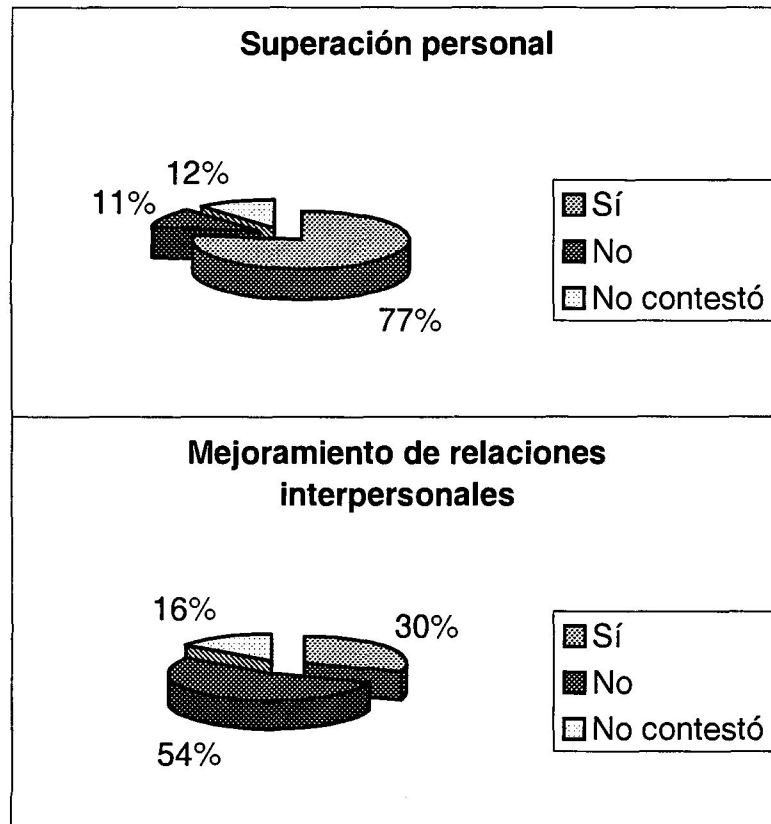 Superación personal
12%
11%
77%
Sí
No
No contestó
Mejoramiento de relaciones
interpersonales
16%
30%
54%
Sí
No
No contestó